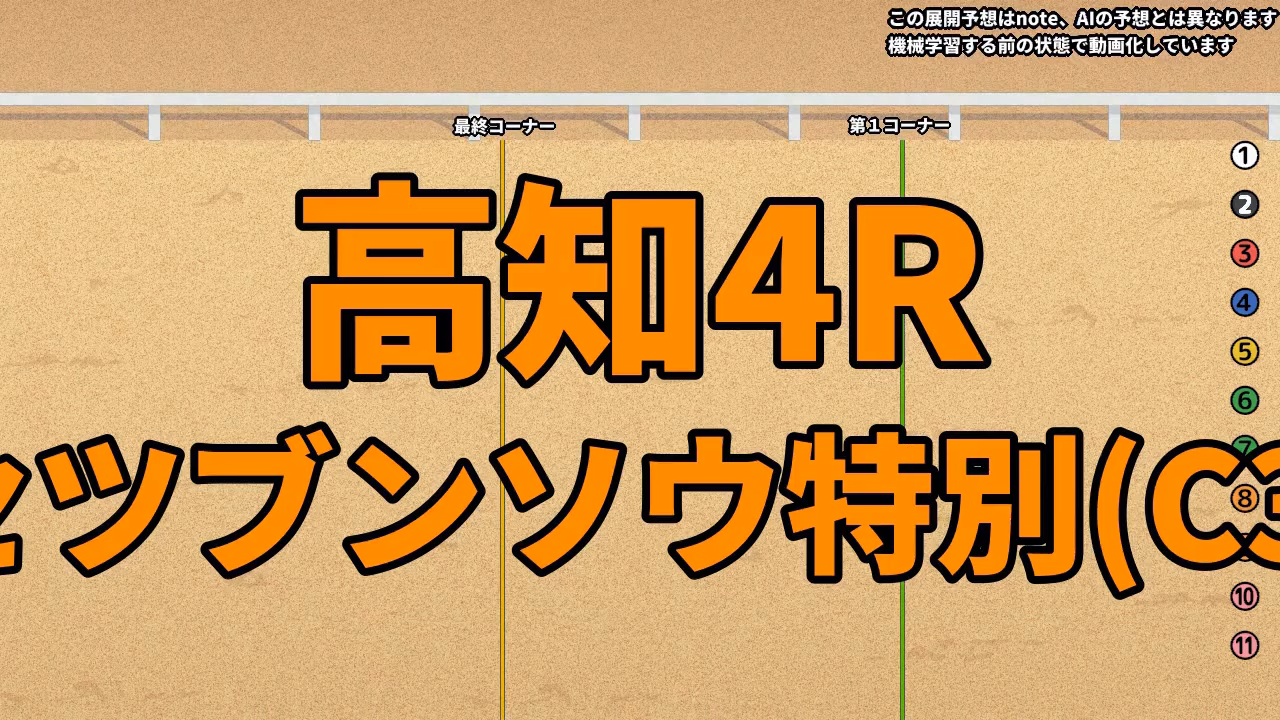 この展開予想はnote、AIの予想とは異なります
機械学習する前の状態で動画化しています
最終コーナー
第１コーナー
高知4R
ツブンソウ特別(C3
①
②
③
④
⑤
⑥
⑦
⑧
⑩
⑪